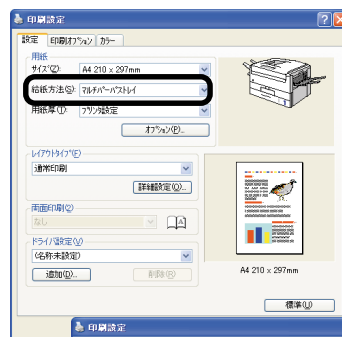 印刷設定
設定 印刷オプション カラー
用紙
サイズ(Z): A4 210 x 297mm
給紙方法(S): マルチパーパストレイ
用紙厚(T): プリンタ設定
オプション(P)...
レイアウトタイプ(E)
通常印刷
詳細設定(O)...
両面印刷(2)
なし
ドライバ設定(V)
(名称未設定)
追加(D)... 削除(R)
A4 210 x 297mm
標準(U)
印刷設定